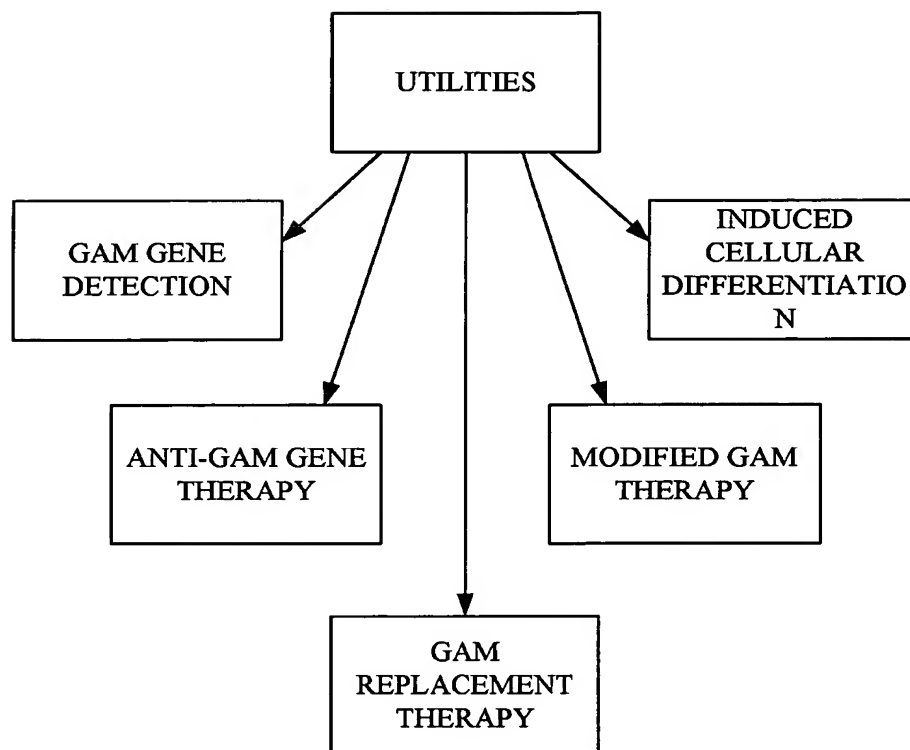 UTILITIES
GAM GENE
DETECTION
INDUCED
CELLULAR
DIFFERENTIATIO
N
ANTI-GAM GENE
THERAPY
MODIFIED GAM
THERAPY
GAM
REPLACEMENT
THERAPY